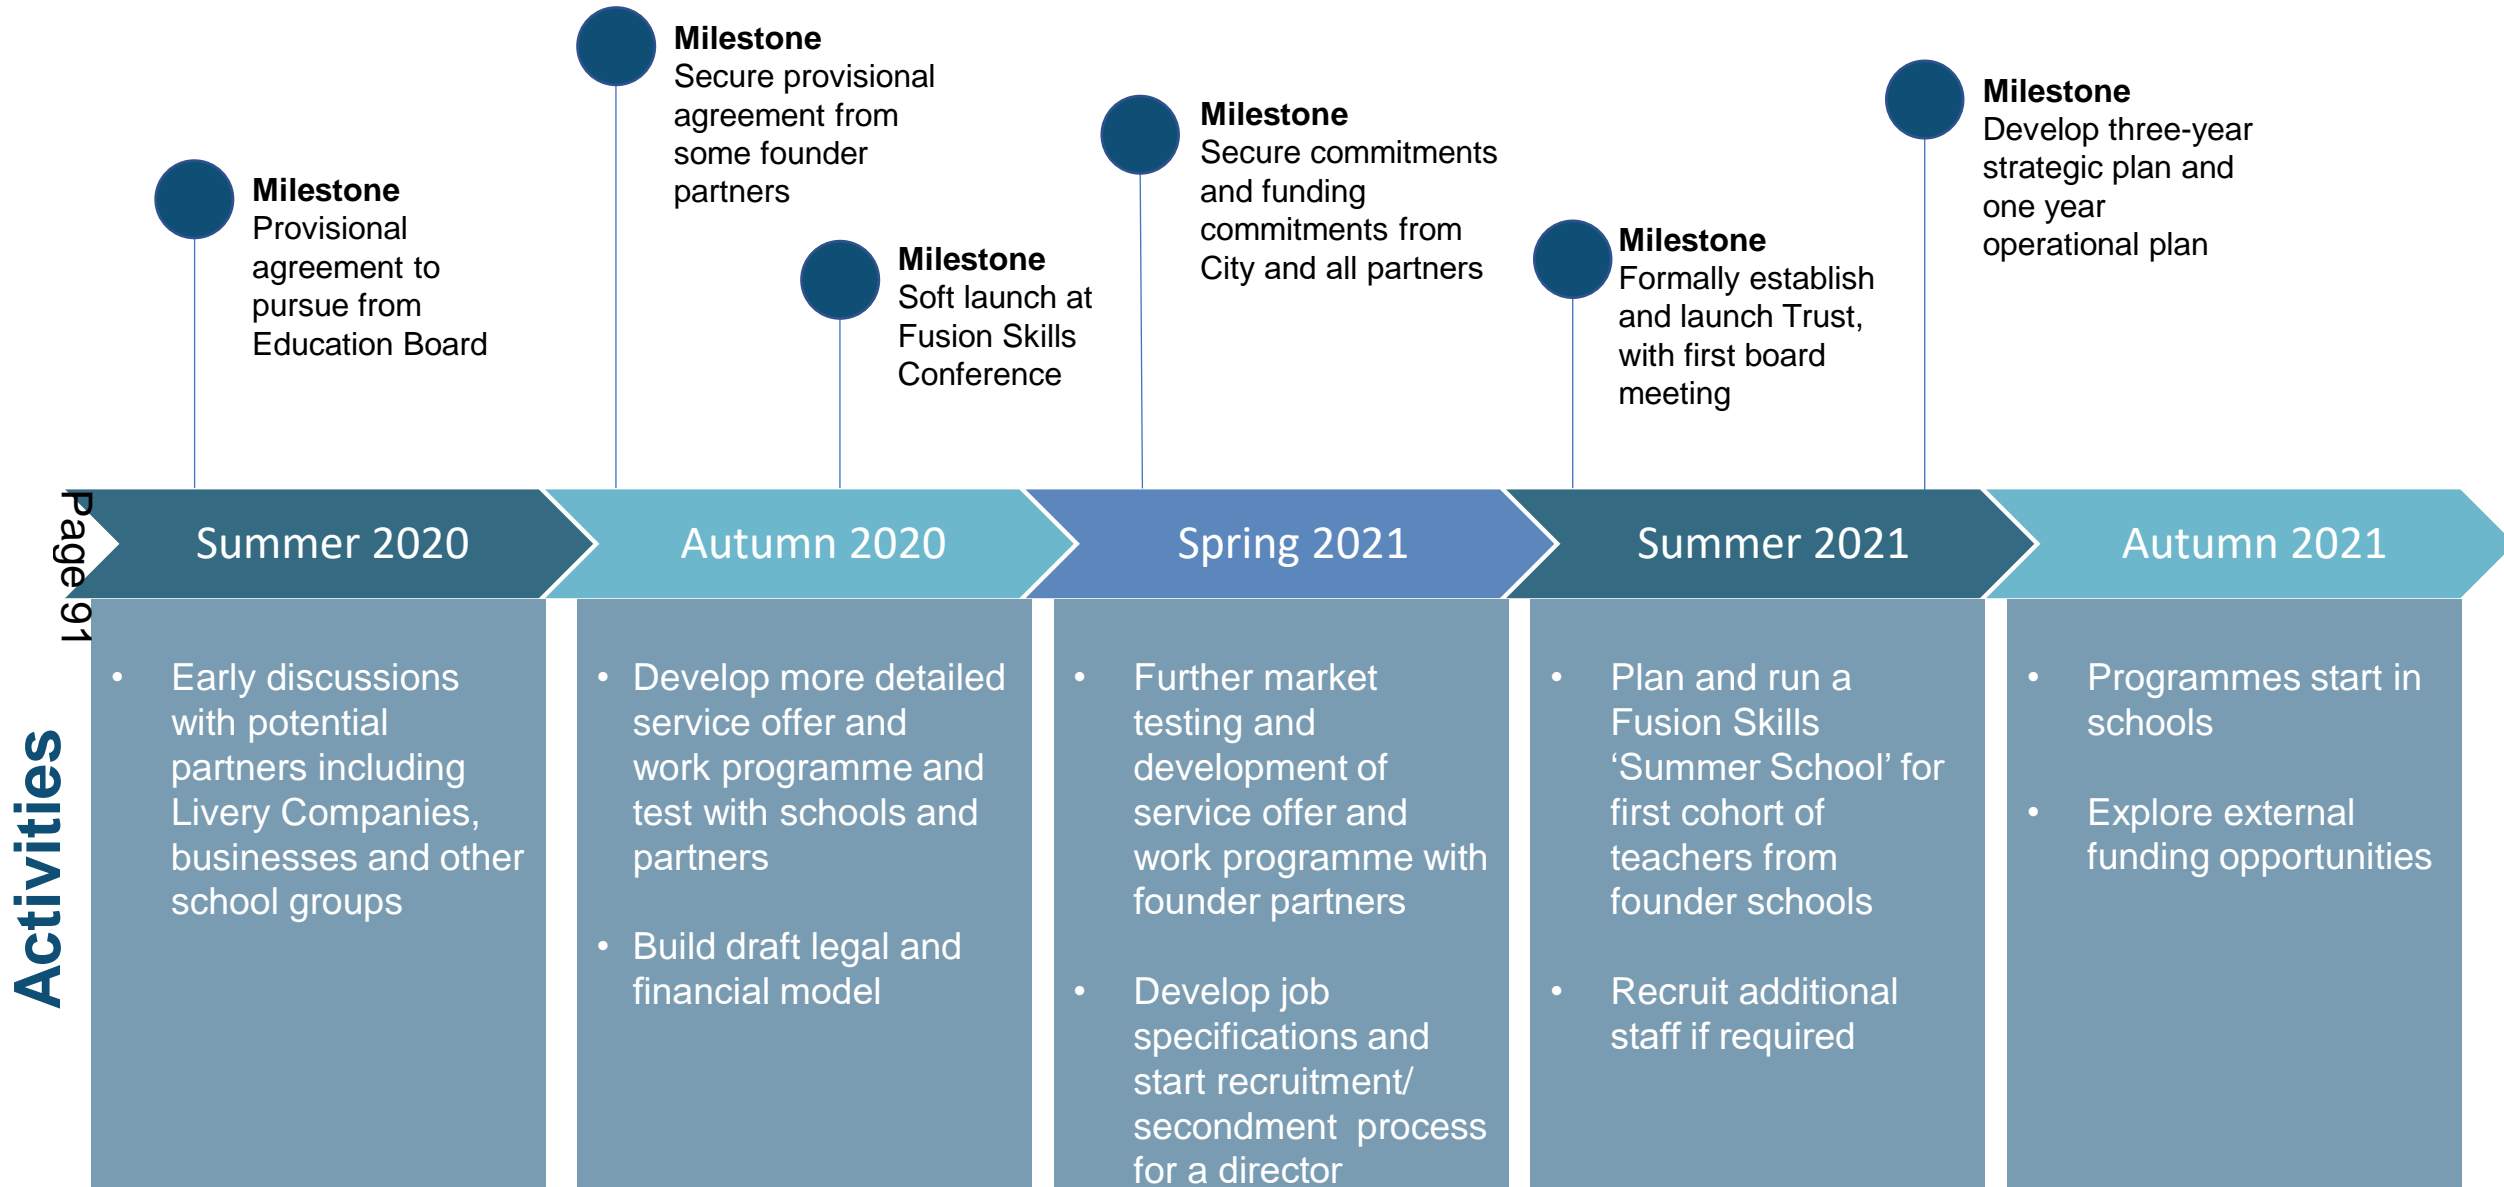 Milestone
Provisional
agreement to
pursue from
Education Board
Milestone
Secure provisional
agreement from
some founder
partners
Milestone
Soft launch at
Fusion Skills
Conference
Milestone
Secure commitments
and funding
commitments from
City and all partners
Milestone
Formally establish
and launch Trust,
with first board
meeting
Milestone
Develop three-year
strategic plan and
one year
operational plan
Page 91
Summer 2020
Autumn 2020
Spring 2021
Summer 2021
Autumn 2021
Activities
• Early discussions
with potential
partners including
Livery Companies,
businesses and other
school groups
• Develop more detailed
service offer and
work programme and
test with schools and
partners
• Build draft legal and
financial model
• Further market
testing and
development of
service offer and
work programme with
founder partners
• Develop job
specifications and
start recruitment/
secondment process
for a director
• Plan and run a
Fusion Skills
‘Summer School’ for
first cohort of
teachers from
founder schools
• Recruit additional
staff if required
• Programmes start in
schools
• Explore external
funding opportunities